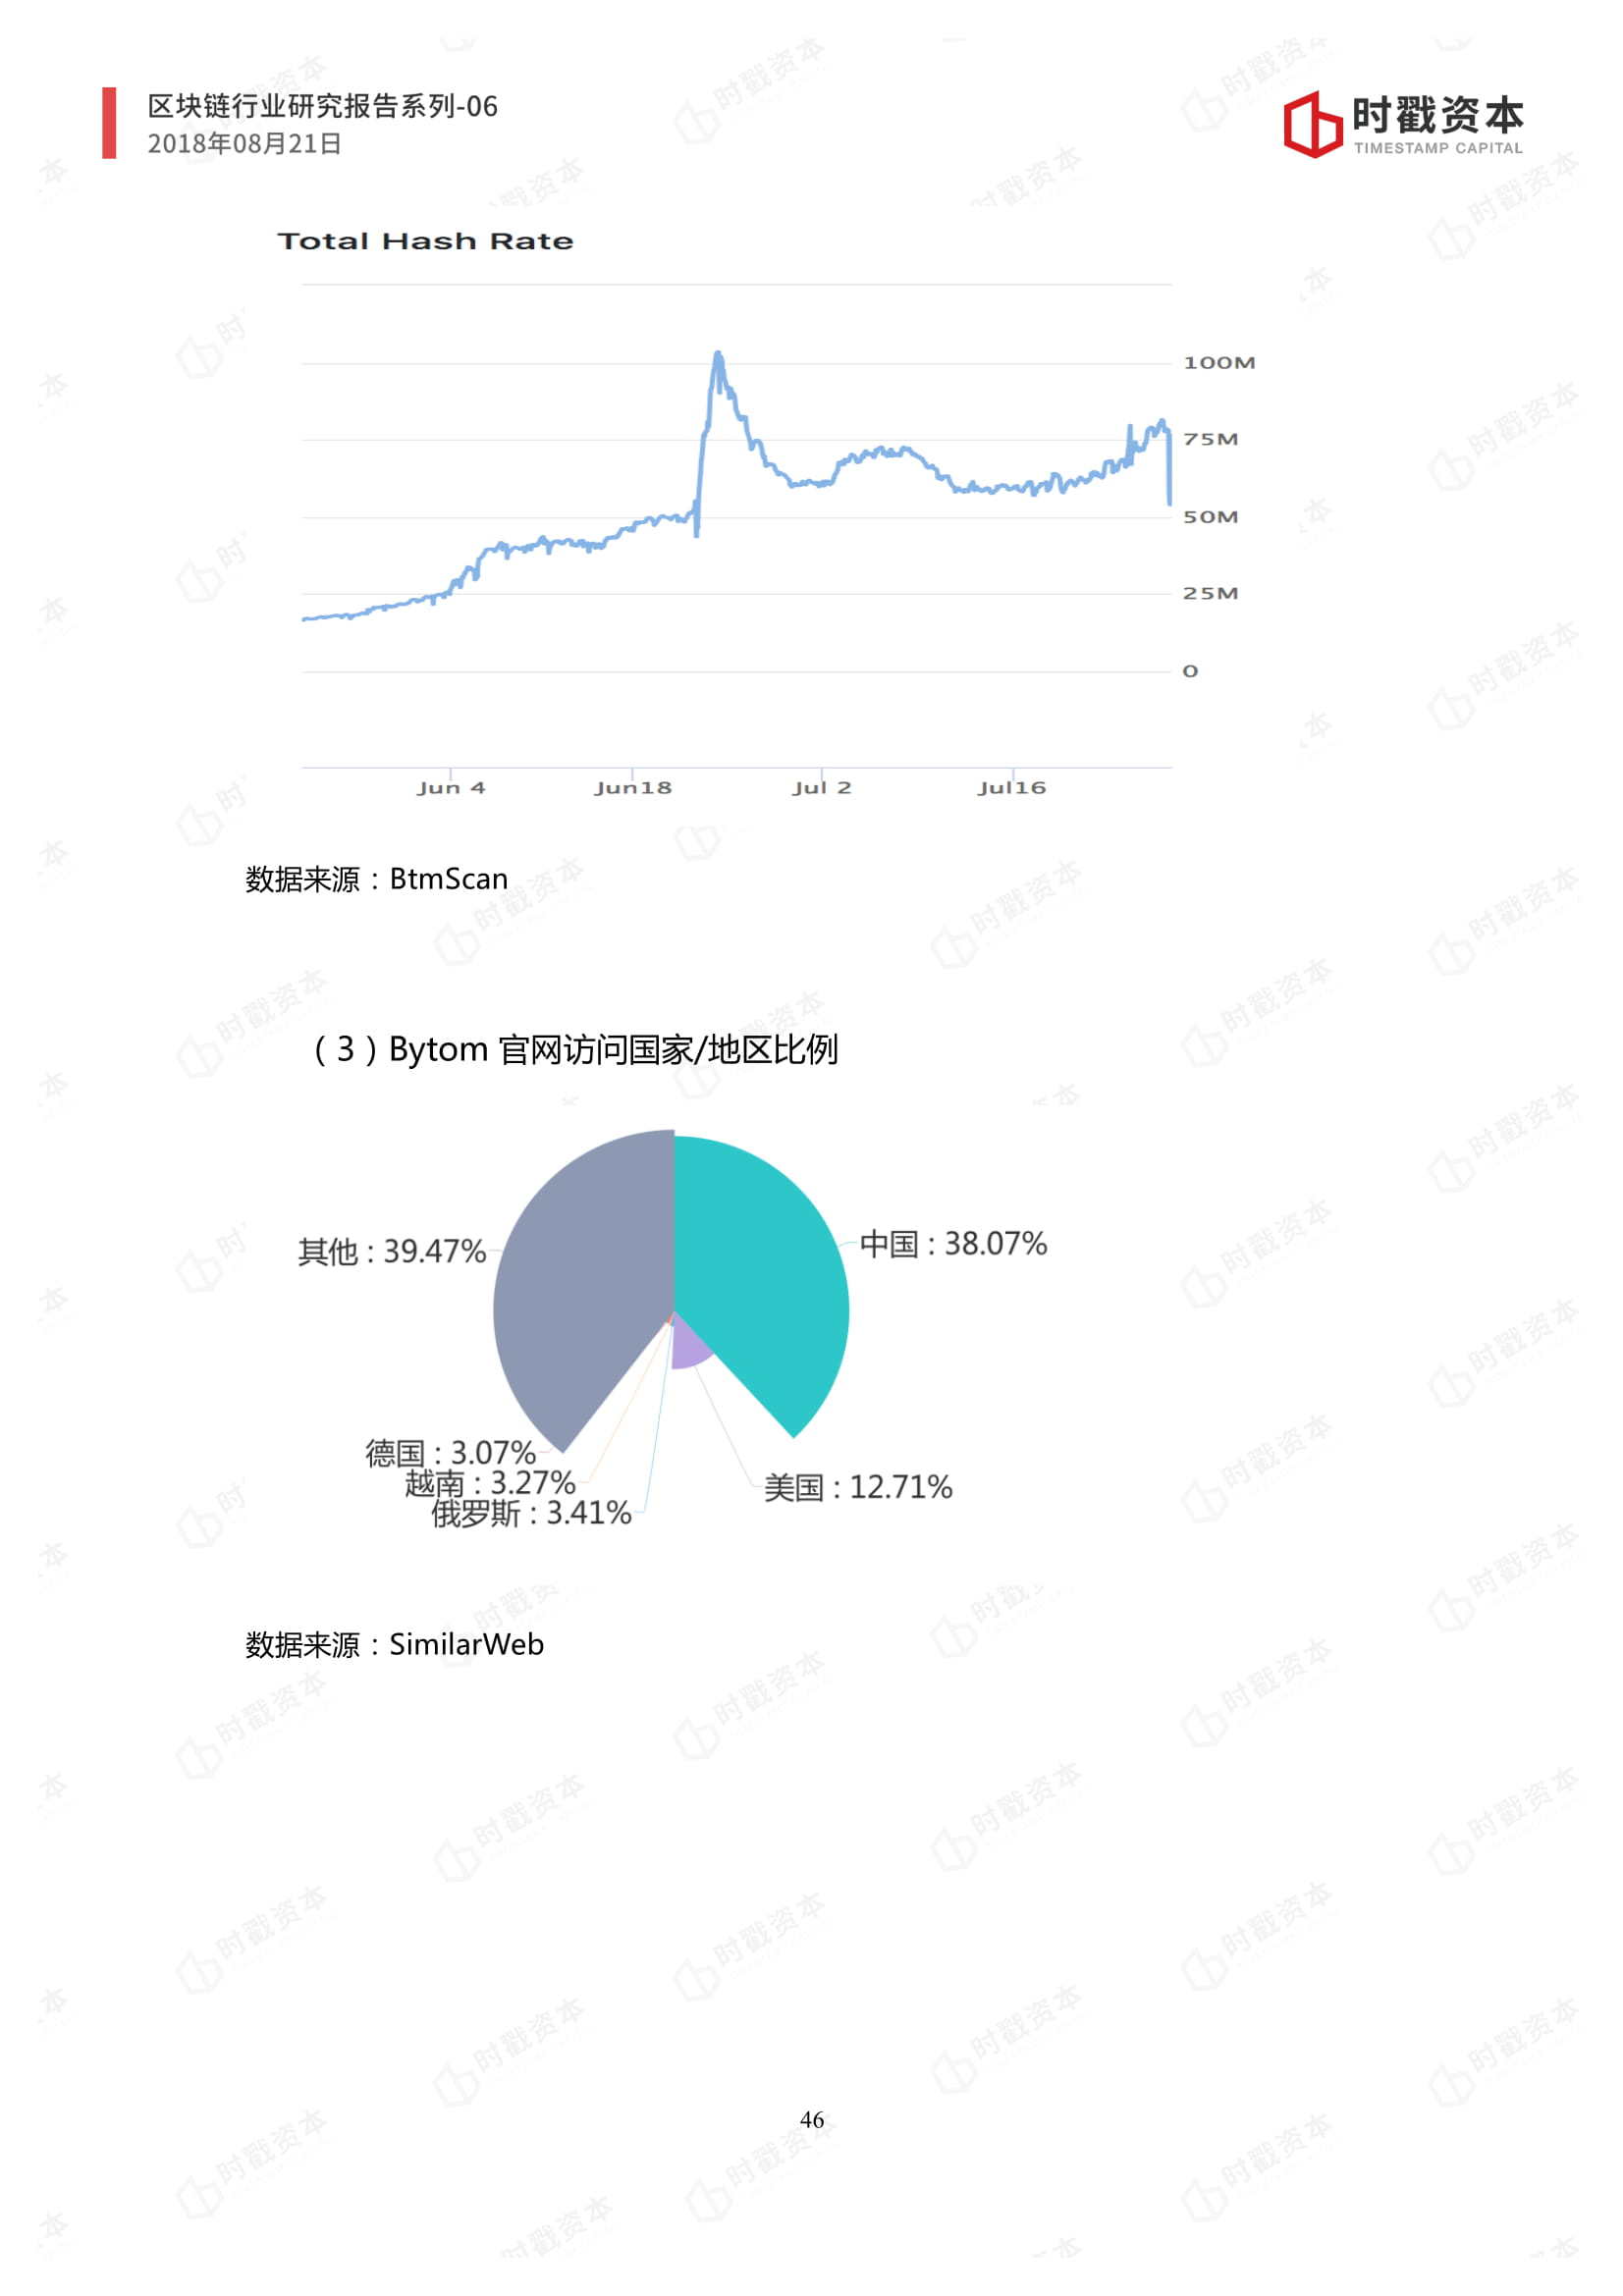 区块链行业研究报告系列-06
2018年08月21日
时戳资本
TIMESTAMP CAPITAL
Total Hash Rate
100M
75M
50M
25M
0
Jun 4
Jun18
Jul 2
Jul16
数据来源：BtmScan
（3）Bytom 官网访问国家/地区比例
其他 : 39.47%
中国 : 38.07%
德国 : 3.07%
越南 : 3.27%
俄罗斯 : 3.41%
美国 : 12.71%
数据来源：SimilarWeb
46